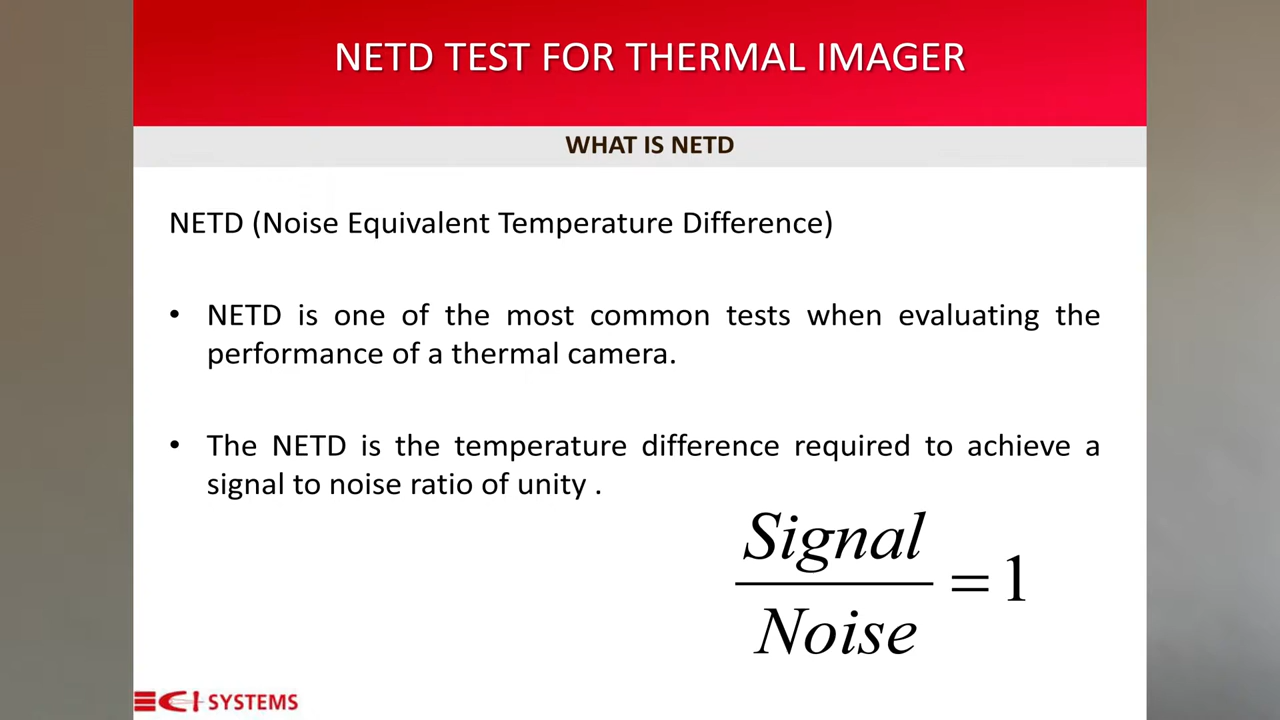 NETD TEST FOR THERMAL IMAGER
WHAT IS NETD
NETD (Noise Equivalent Temperature Difference)
• NETD is one of the most common tests when evaluating the
performance of a thermal camera.
• The NETD is the temperature difference required to achieve a
signal to noise ratio of unity .
Signal
Noise
= 1
CI SYSTEMS